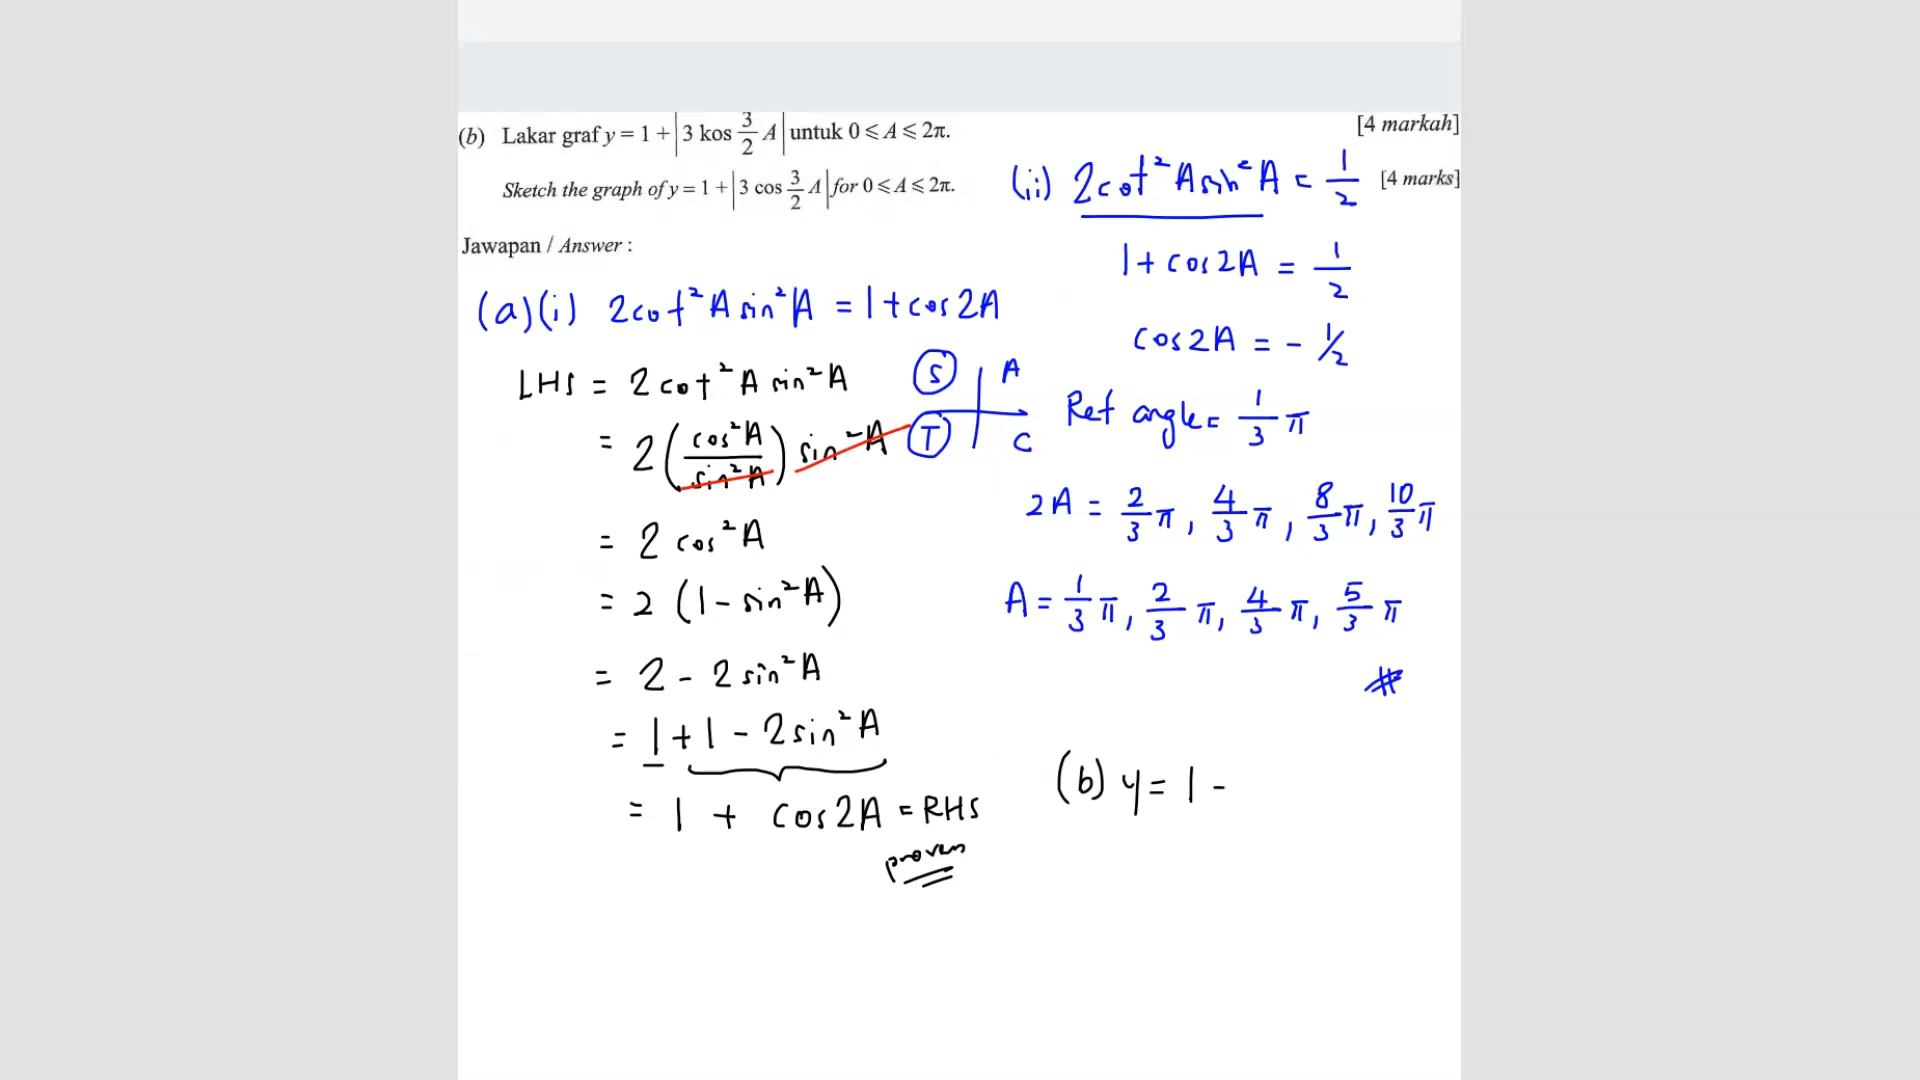 (b) Lakar graf y = 1 + |3 kos 3/2 A| untuk 0 ⩽ A ⩽ 2π.
[4 markah]
Sketch the graph of y = 1 + |3 cos 3/2 A| for 0 ⩽ A ⩽ 2π.
[4 marks]
Jawapan / Answer :
(a)(i) 2cot²A sin²A = 1 + cos2A
LHS = 2cot²A sin²A
= 2(cos²A/sin²A) sin²A
= 2 cos²A
= 2 (1 - sin²A)
= 2 - 2 sin²A
= 1 + 1 - 2sin²A
= 1 + cos2A = RHS
proven
(ii) 2cot²A sin²A = 1/2
1 + cos2A = 1/2
cos2A = - 1/2
S A
T C
Ref angle = 1/3 π
2A = 2/3 π, 4/3 π, 8/3 π, 10/3 π
A = 1/3 π, 2/3 π, 4/3 π, 5/3 π
#
(b) y = 1 -